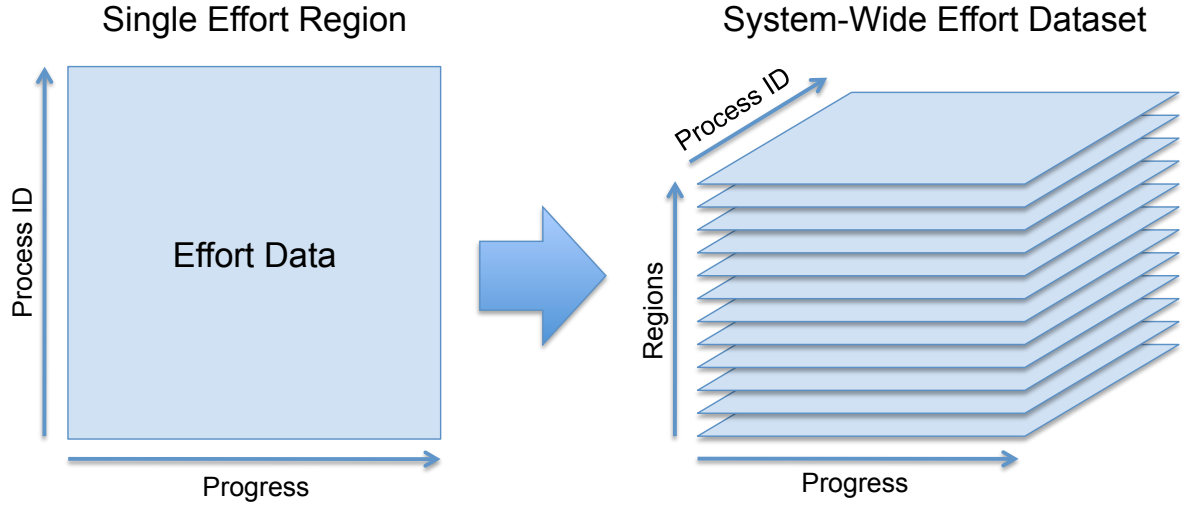 Single Effort Region
System-Wide Effort Dataset
Process ID
Effort Data
Progress
Process ID
Regions
Progress